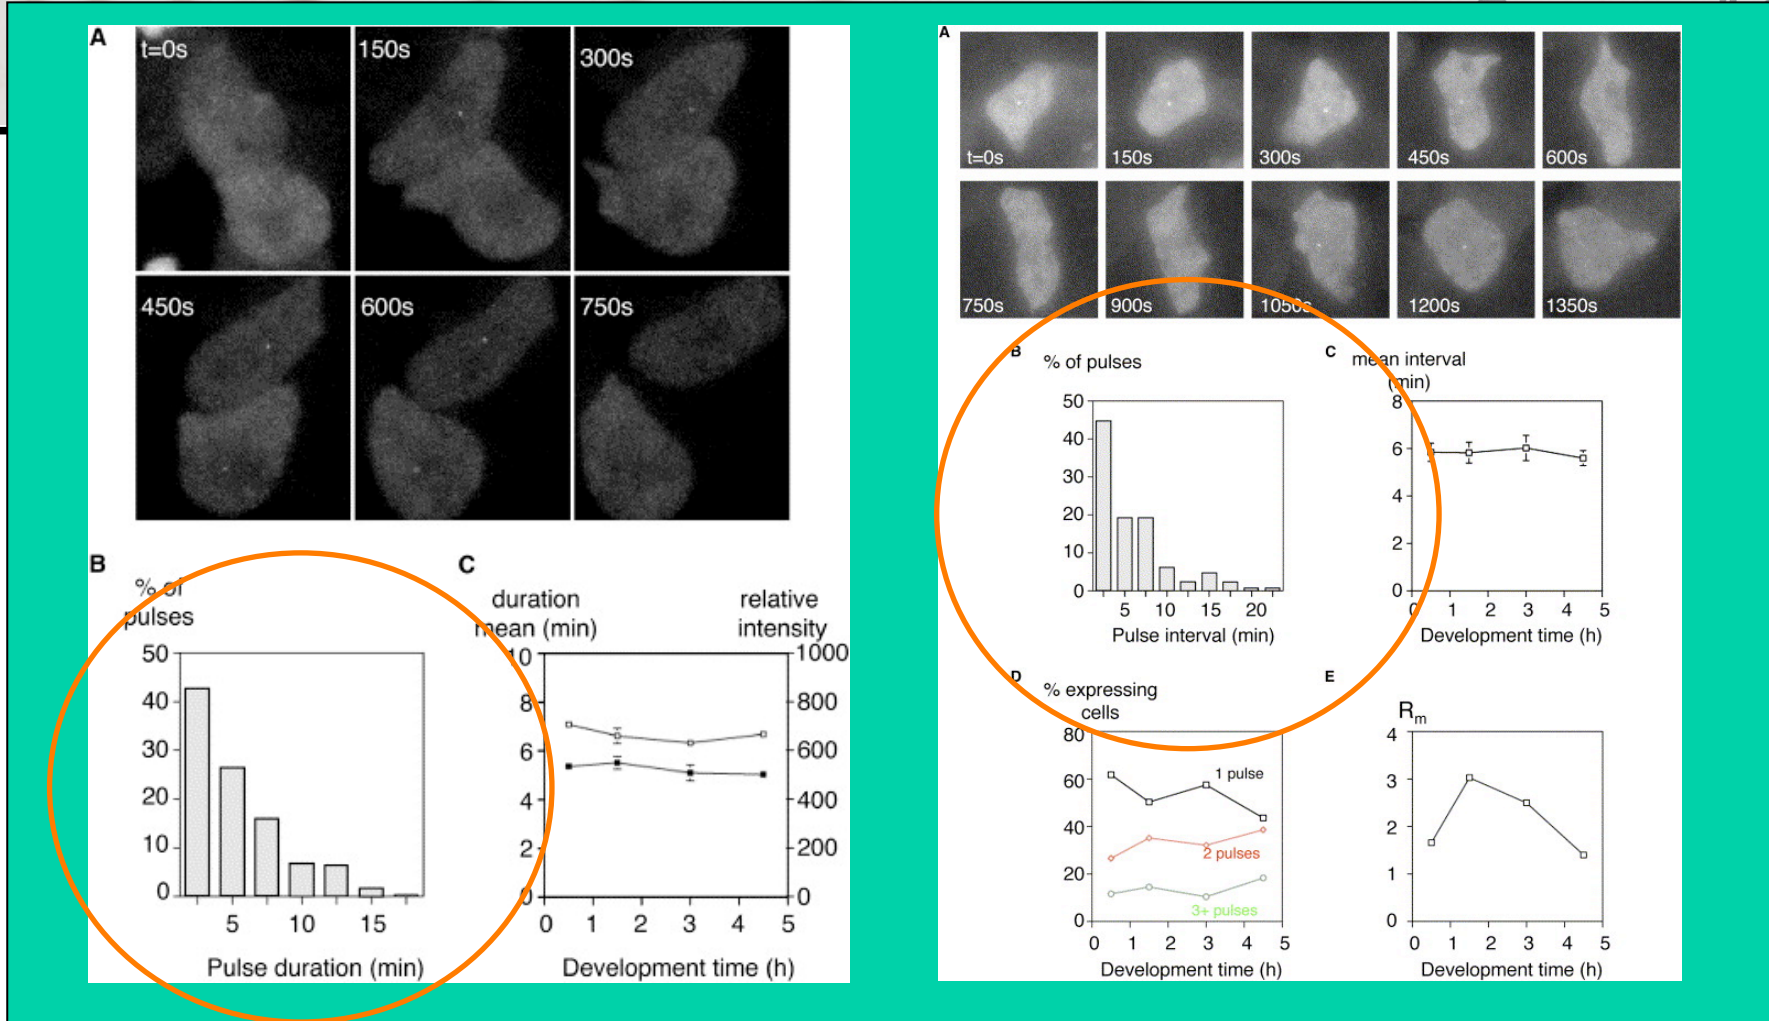 A
t=0s
150s
300s
450s
600s
750s
B
% of
pulses
50
40
30
20
10
0
5
10
15
Pulse duration (min)
C
duration
mean (min)
relative
intensity
10
8
6
4
2
0
1000
800
600
400
200
0
0
1
2
3
4
5
Development time (h)
A
t=0s
150s
300s
450s
600s
750s
900s
1050s
1200s
1350s
B
% of pulses
50
40
30
20
10
0
5
10
15
20
Pulse interval (min)
C
mean interval
(min)
8
6
4
2
0
0
1
2
3
4
5
Development time (h)
D
% expressing
cells
80
60
40
20
0
1 pulse
2 pulses
3+ pulses
0
1
2
3
4
5
Development time (h)
E
Rm
4
3
2
1
0
0
1
2
3
4
5
Development time (h)